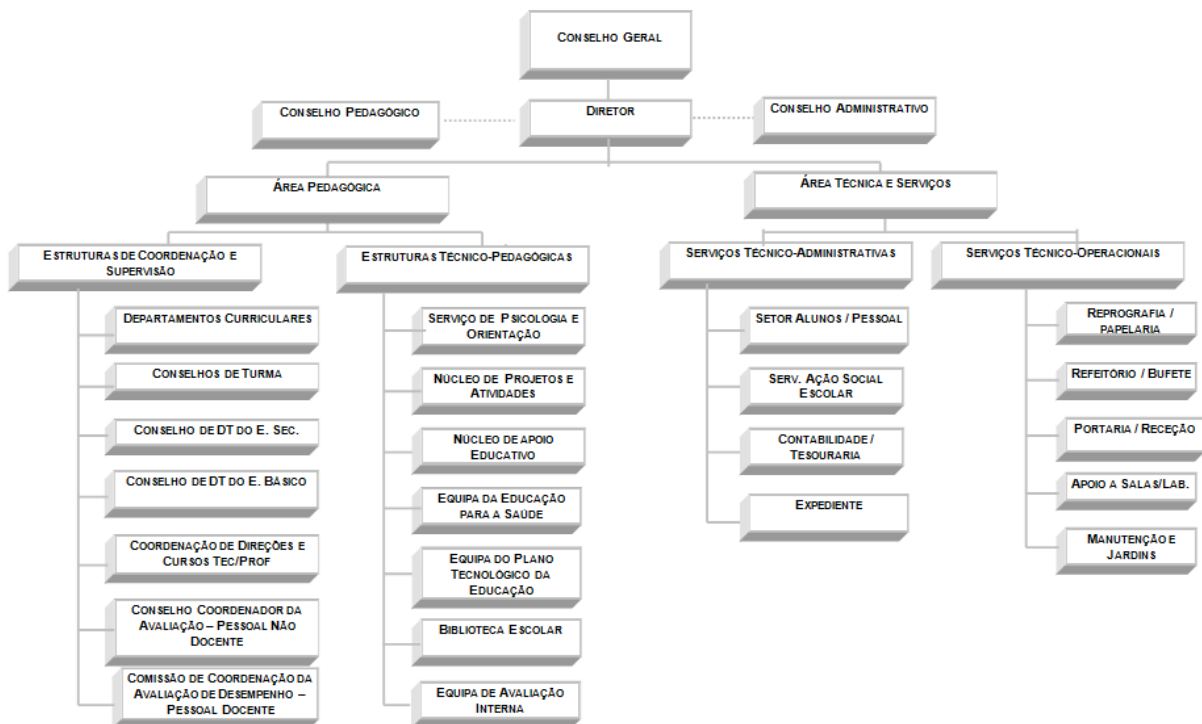 CONSELHO GERAL
CONSELHO PEDAGÓGICO
DIRETOR
CONSELHO ADMINISTRATIVO
ÁREA PEDAGÓGICA
ÁREA TÉCNICA E SERVIÇOS
ESTRUTURAS DE COORDENAÇÃO E
SUPERVISÃO
ESTRUTURAS TÉCNICO-PEDAGÓGICAS
SERVIÇOS TÉCNICO-ADMINISTRATIVAS
SERVIÇOS TÉCNICO-OPERACIONAIS
DEPARTAMENTOS CURRICULARES
CONSELHOS DE TURMA
CONSELHO DE DT DO E. SEC.
CONSELHO DE DT DO E. BÁSICO
COORDENAÇÃO DE DIREÇÕES E
CURSOS TEC/PROF
CONSELHO COORDENADOR DA
AVALIAÇÃO – PESSOAL NÃO
DOCENTE
COMISSÃO DE COORDENAÇÃO DA
AVALIAÇÃO DE DESEMPENHO –
PESSOAL DOCENTE
SERVIÇO DE PSICOLOGIA E
ORIENTAÇÃO
NÚCLEO DE PROJETOS E
ATIVIDADES
NÚCLEO DE APOIO
EDUCATIVO
EQUIPA DA EDUCAÇÃO
PARA A SAÚDE
EQUIPA DO PLANO
TECNOLÓGICO DA
EDUCAÇÃO
BIBLIOTECA ESCOLAR
EQUIPA DE AVALIAÇÃO
INTERNA
SETOR ALUNOS / PESSOAL
SERV. AÇÃO SOCIAL
ESCOLAR
CONTABILIDADE /
TESOURARIA
EXPEDIENTE
REPROGRAFIA /
PAPELARIA
REFEITÓRIO / BUFETE
PORTARIA / RECEÇÃO
APOIO A SALAS/LAB.
MANUTENÇÃO E
JARDINS